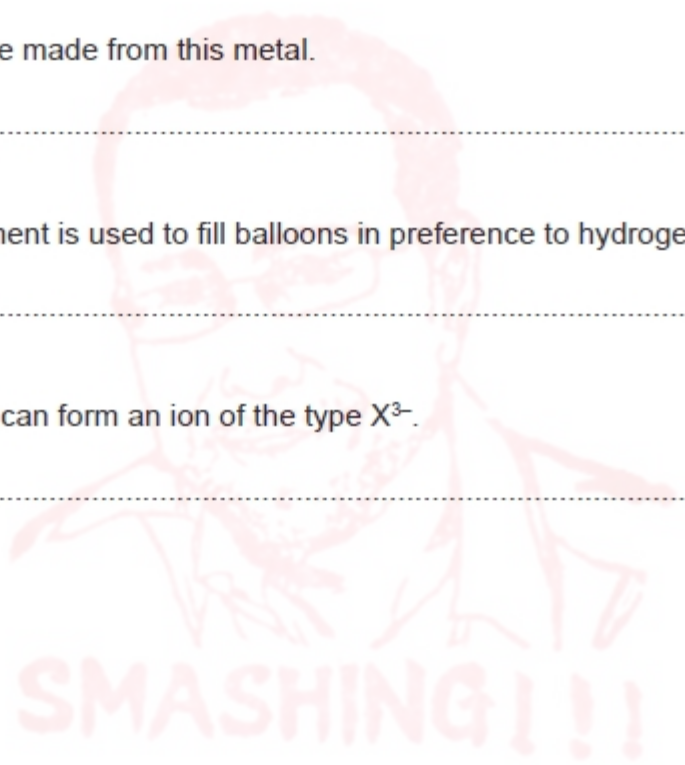 e made from this metal.
ent is used to fill balloons in preference to hydroge
can form an ion of the type X³⁻.
SMASHING!!!